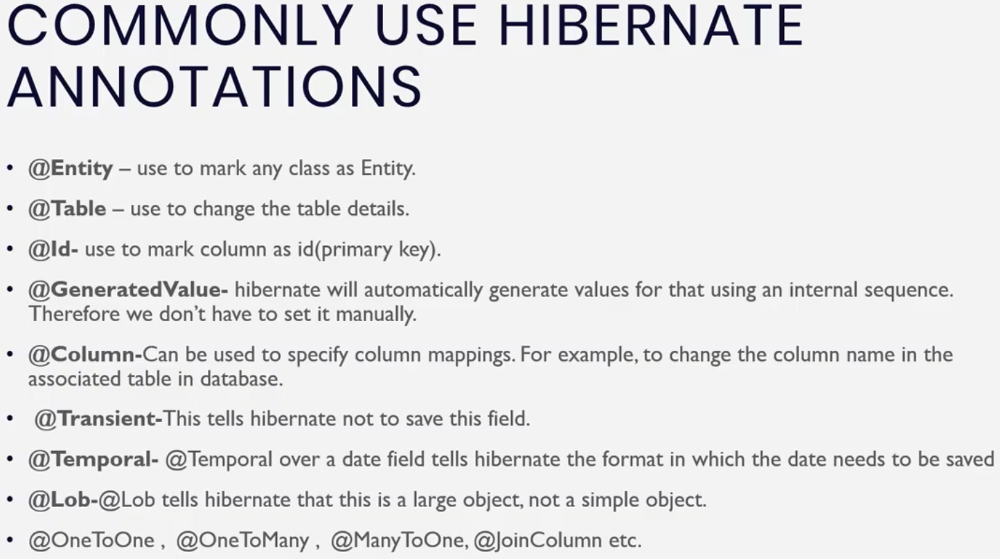 COMMONLY USE HIBERNATE
ANNOTATIONS
• @Entity – use to mark any class as Entity.
• @Table – use to change the table details.
• @Id- use to mark column as id(primary key).
• @GeneratedValue- hibernate will automatically generate values for that using an internal sequence.
Therefore we don’t have to set it manually.
• @Column-Can be used to specify column mappings. For example, to change the column name in the
associated table in database.
• @Transient-This tells hibernate not to save this field.
• @Temporal- @Temporal over a date field tells hibernate the format in which the date needs to be saved
• @Lob-@Lob tells hibernate that this is a large object, not a simple object.
• @OneToOne , @OneToMany , @ManyToOne, @JoinColumn etc.